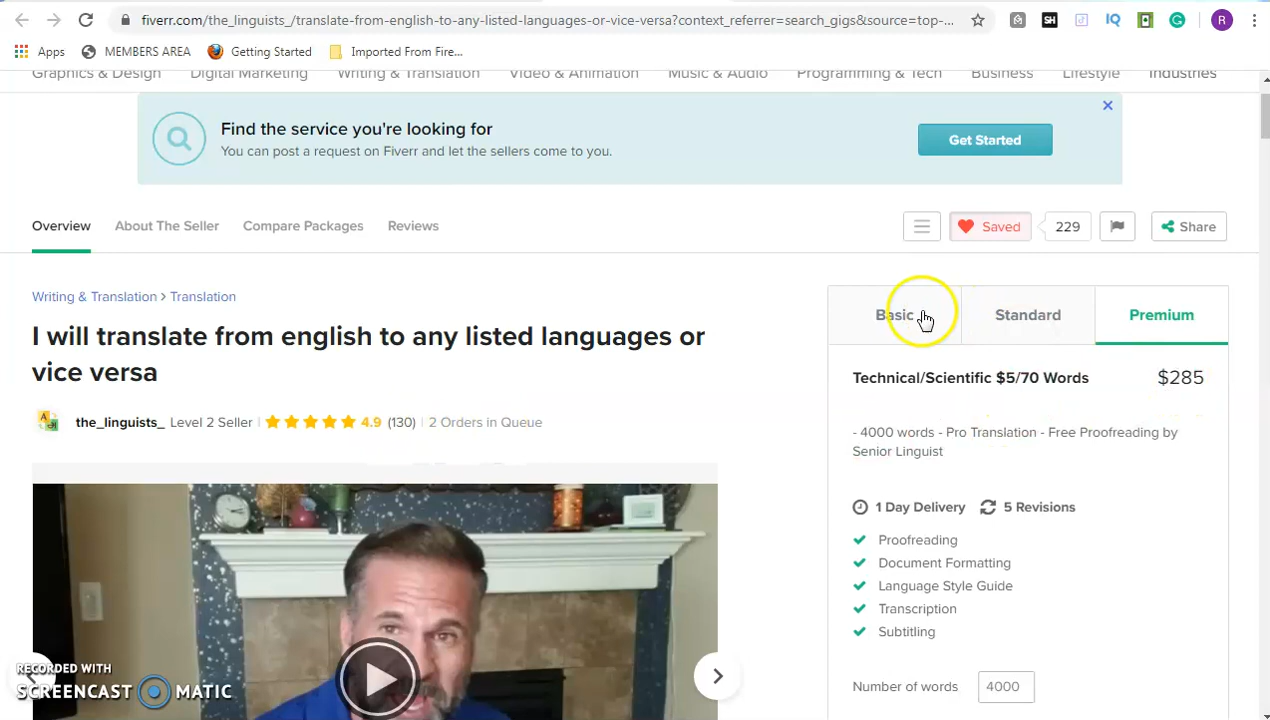 fiverr.com/the_linguists_/translate-from-english-to-any-listed-languages-or-vice-versa?context_referrer=search_gigs&source=top-...
SH
IQ
G
R
Apps
MEMBERS AREA
Getting Started
Imported From Fire...
Graphics & Design
Digital Marketing
Writing & Translation
Video & Animation
Music & Audio
Programming & Tech
Business
Lifestyle
Industries
Find the service you're looking for
You can post a request on Fiverr and let the sellers come to you.
Get Started
Overview
About The Seller
Compare Packages
Reviews
Saved
229
Share
Writing & Translation > Translation
I will translate from english to any listed languages or
vice versa
the_linguists_ Level 2 Seller
4.9 (130)
2 Orders in Queue
Basic
Standard
Premium
Technical/Scientific $5/70 Words
$285
- 4000 words - Pro Translation - Free Proofreading by
Senior Linguist
1 Day Delivery
5 Revisions
Proofreading
Document Formatting
Language Style Guide
Transcription
Subtitling
Number of words
4000
RECORDED WITH
SCREENCAST MATIC